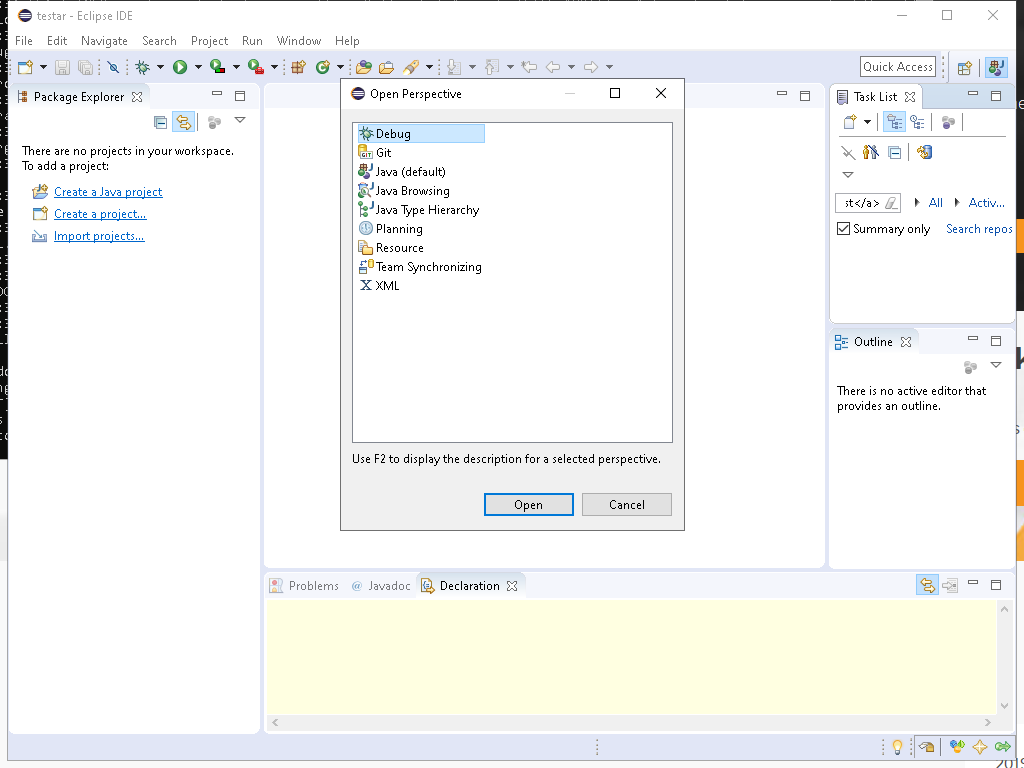 testar - Eclipse IDE
File Edit Navigate Search Project Run Window Help
Quick Access
Package Explorer
There are no projects in your workspace.
To add a project:
Create a Java project
Create a project...
Import projects...
Open Perspective
Debug
Git
Java (default)
Java Browsing
Java Type Hierarchy
Planning
Resource
Team Synchronizing
XML
Use F2 to display the description for a selected perspective.
Open Cancel
Task List
st</a> All Activ...
Summary only Search repos
Outline
There is no active editor that
provides an outline.
Problems @ Javadoc Declaration